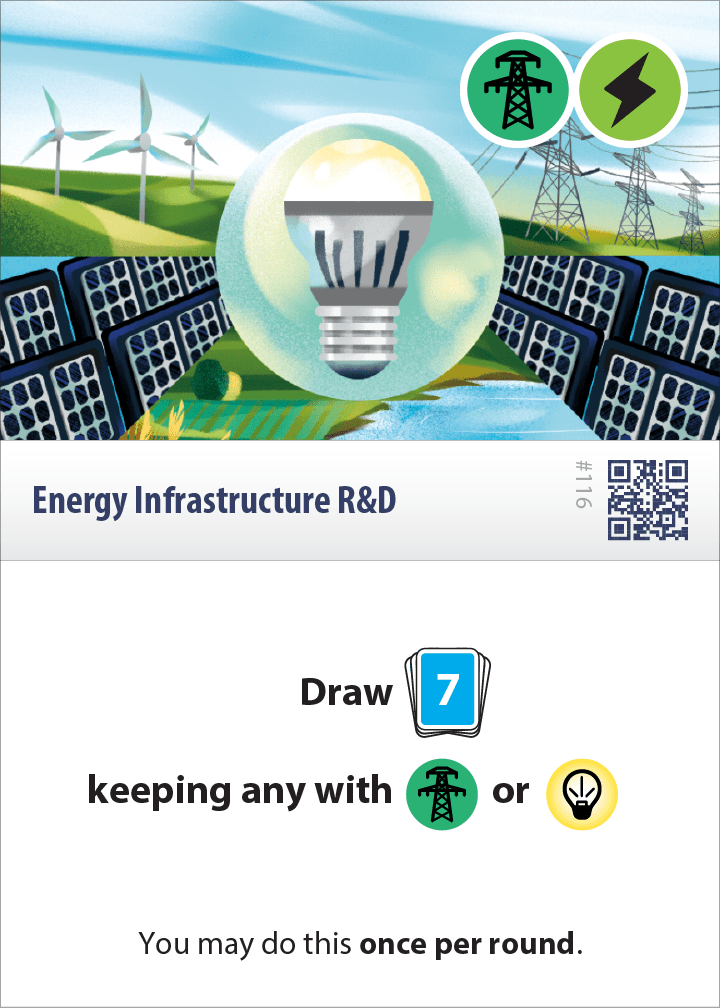 #116
Energy Infrastructure R&D
Draw 7
keeping any with or
You may do this once per round.